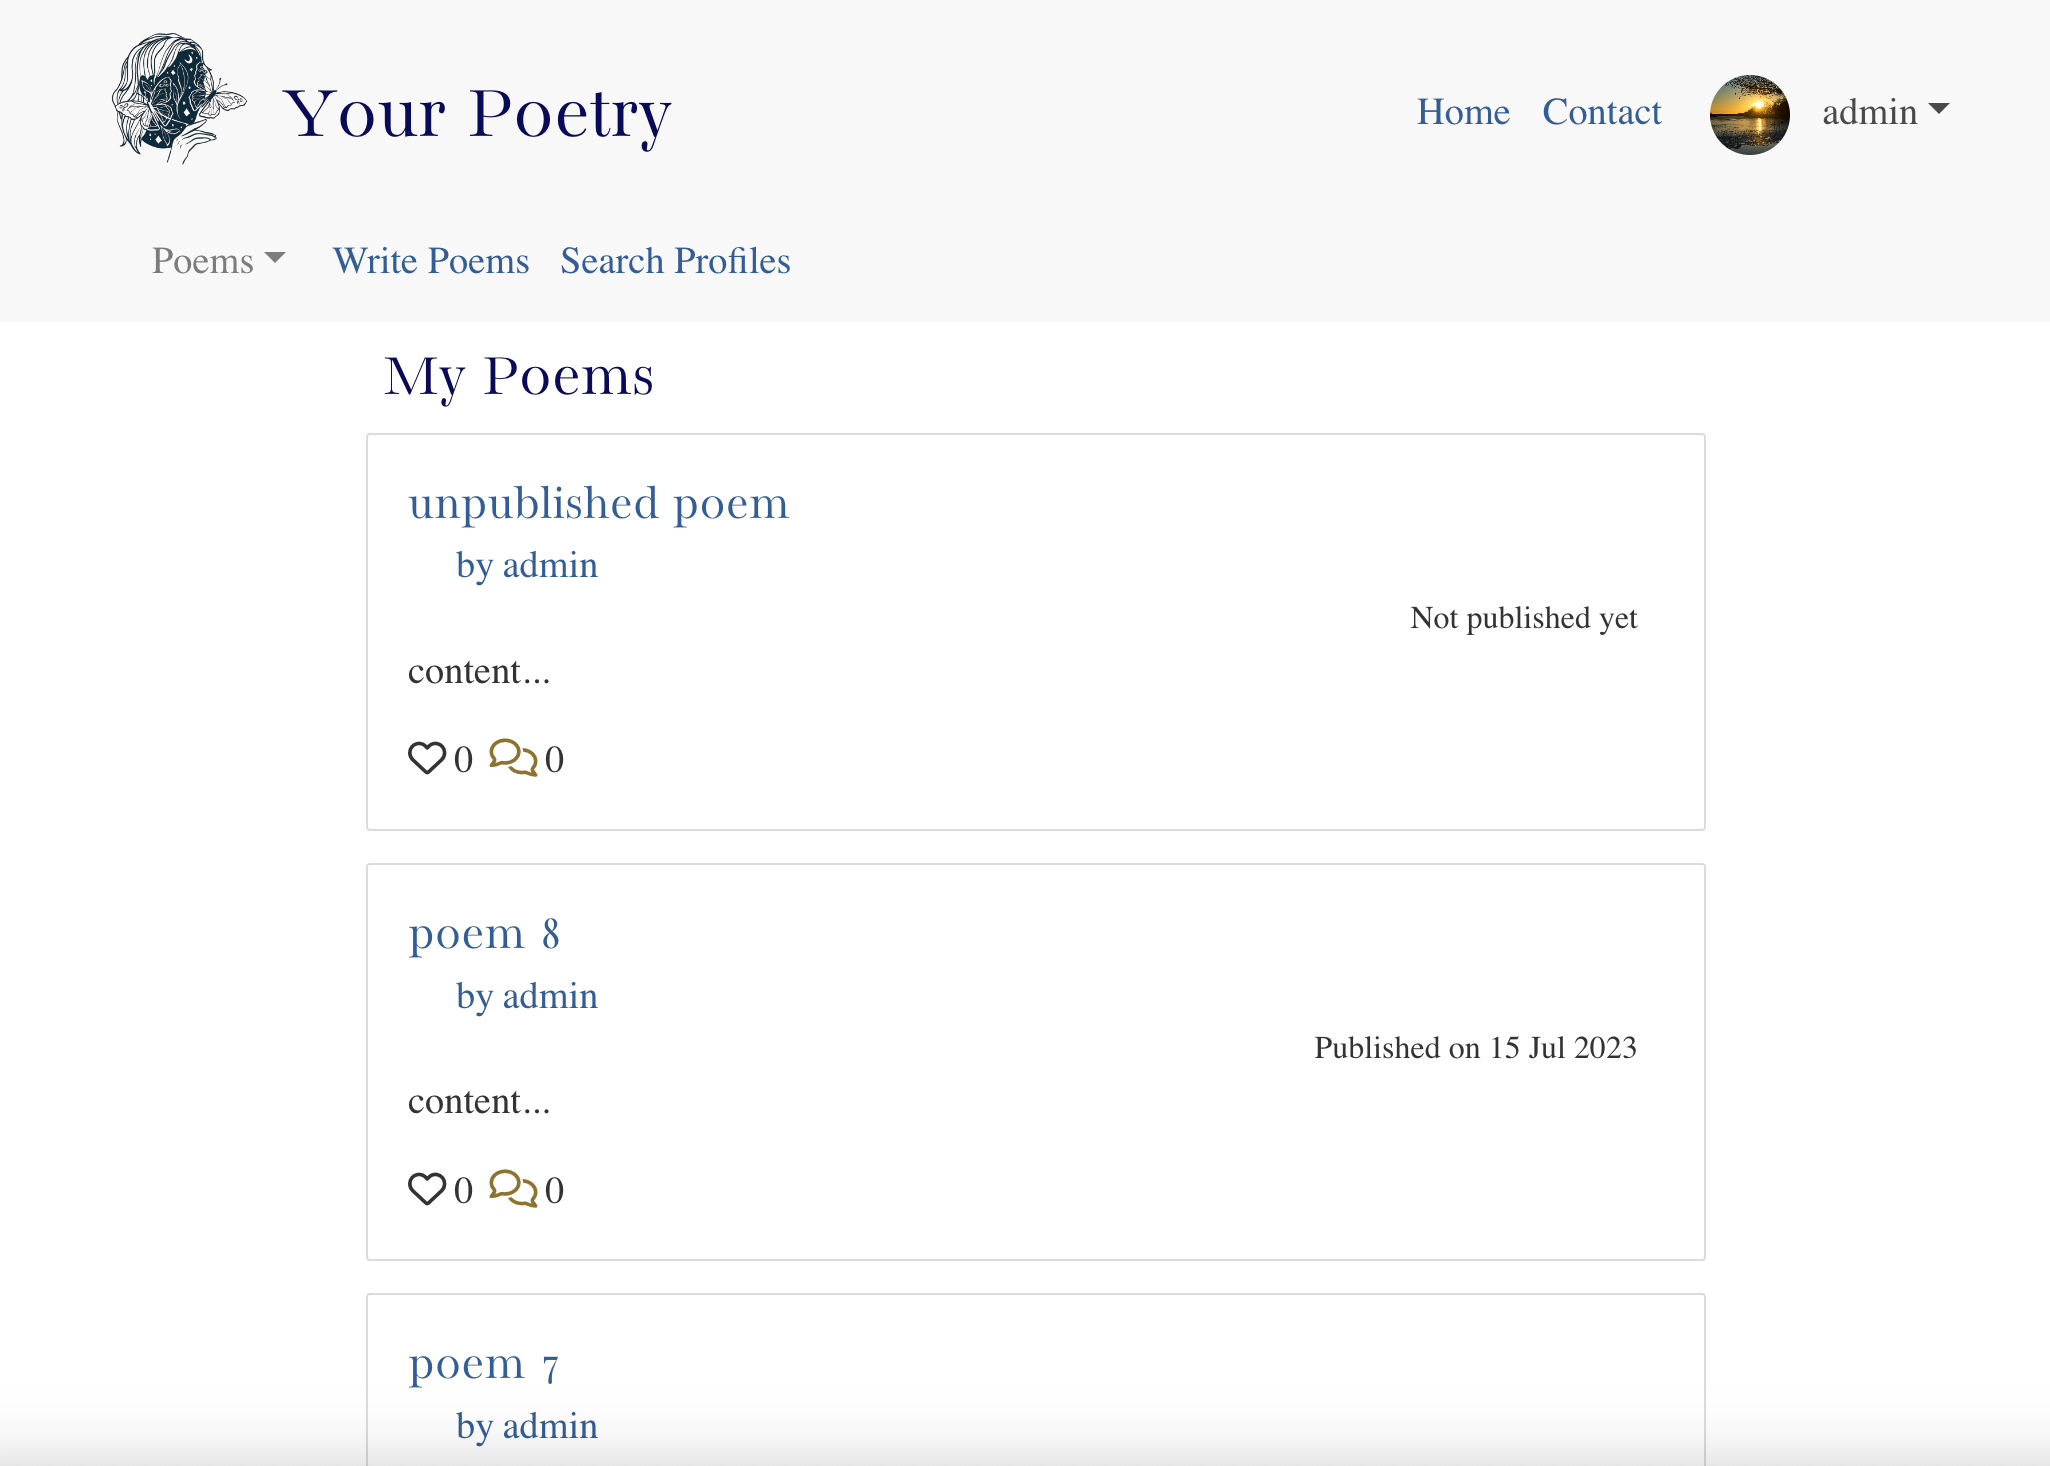 Your Poetry
Home Contact admin
Poems Write Poems Search Profiles
My Poems
unpublished poem
by admin
Not published yet
content...
0 0
poem 8
by admin
Published on 15 Jul 2023
content...
0 0
poem 7
by admin